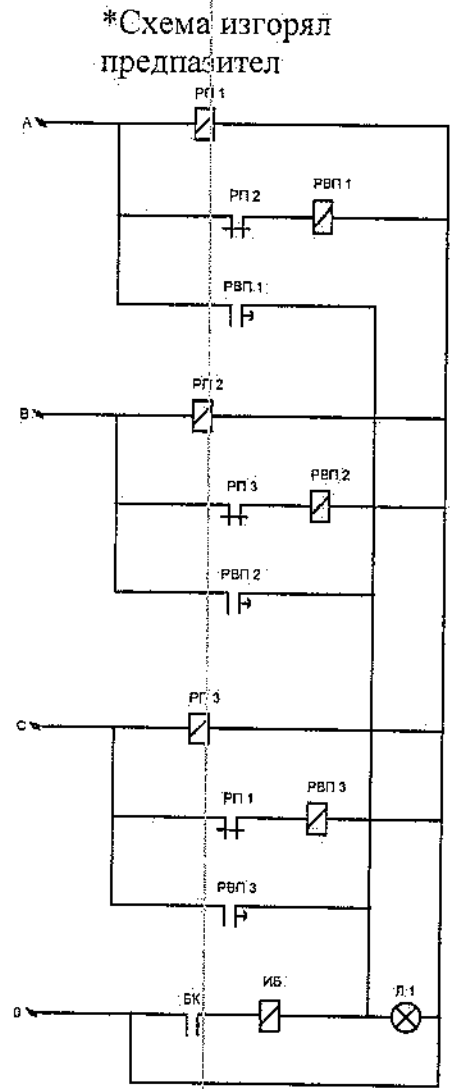 *Схема изгорял
предпазител
РП 1
А
РП 2 РВП 1
РВП 1
РП 2
В
РП 3 РВП 2
РВП 2
РП 3
С
РП 1 РВП 3
РВП 3
БК ИБ Л 1
0